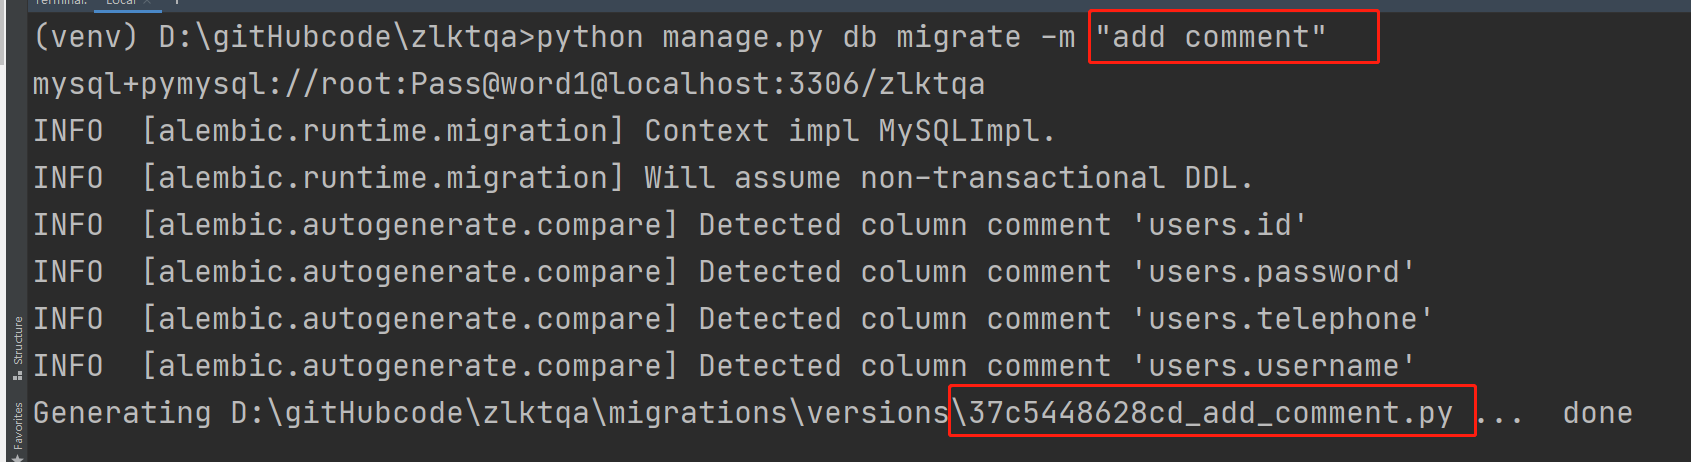 Terminal: Local × +
(venv) D:\gitHubcode\zlktqa>python manage.py db migrate -m "add comment"
mysql+pymysql://root:Pass@word1@localhost:3306/zlktqa
INFO  [alembic.runtime.migration] Context impl MySQLImpl.
INFO  [alembic.runtime.migration] Will assume non-transactional DDL.
INFO  [alembic.autogenerate.compare] Detected column comment 'users.id'
INFO  [alembic.autogenerate.compare] Detected column comment 'users.password'
INFO  [alembic.autogenerate.compare] Detected column comment 'users.telephone'
INFO  [alembic.autogenerate.compare] Detected column comment 'users.username'
Generating D:\gitHubcode\zlktqa\migrations\versions\37c5448628cd_add_comment.py ...  done
Structure
Favorites